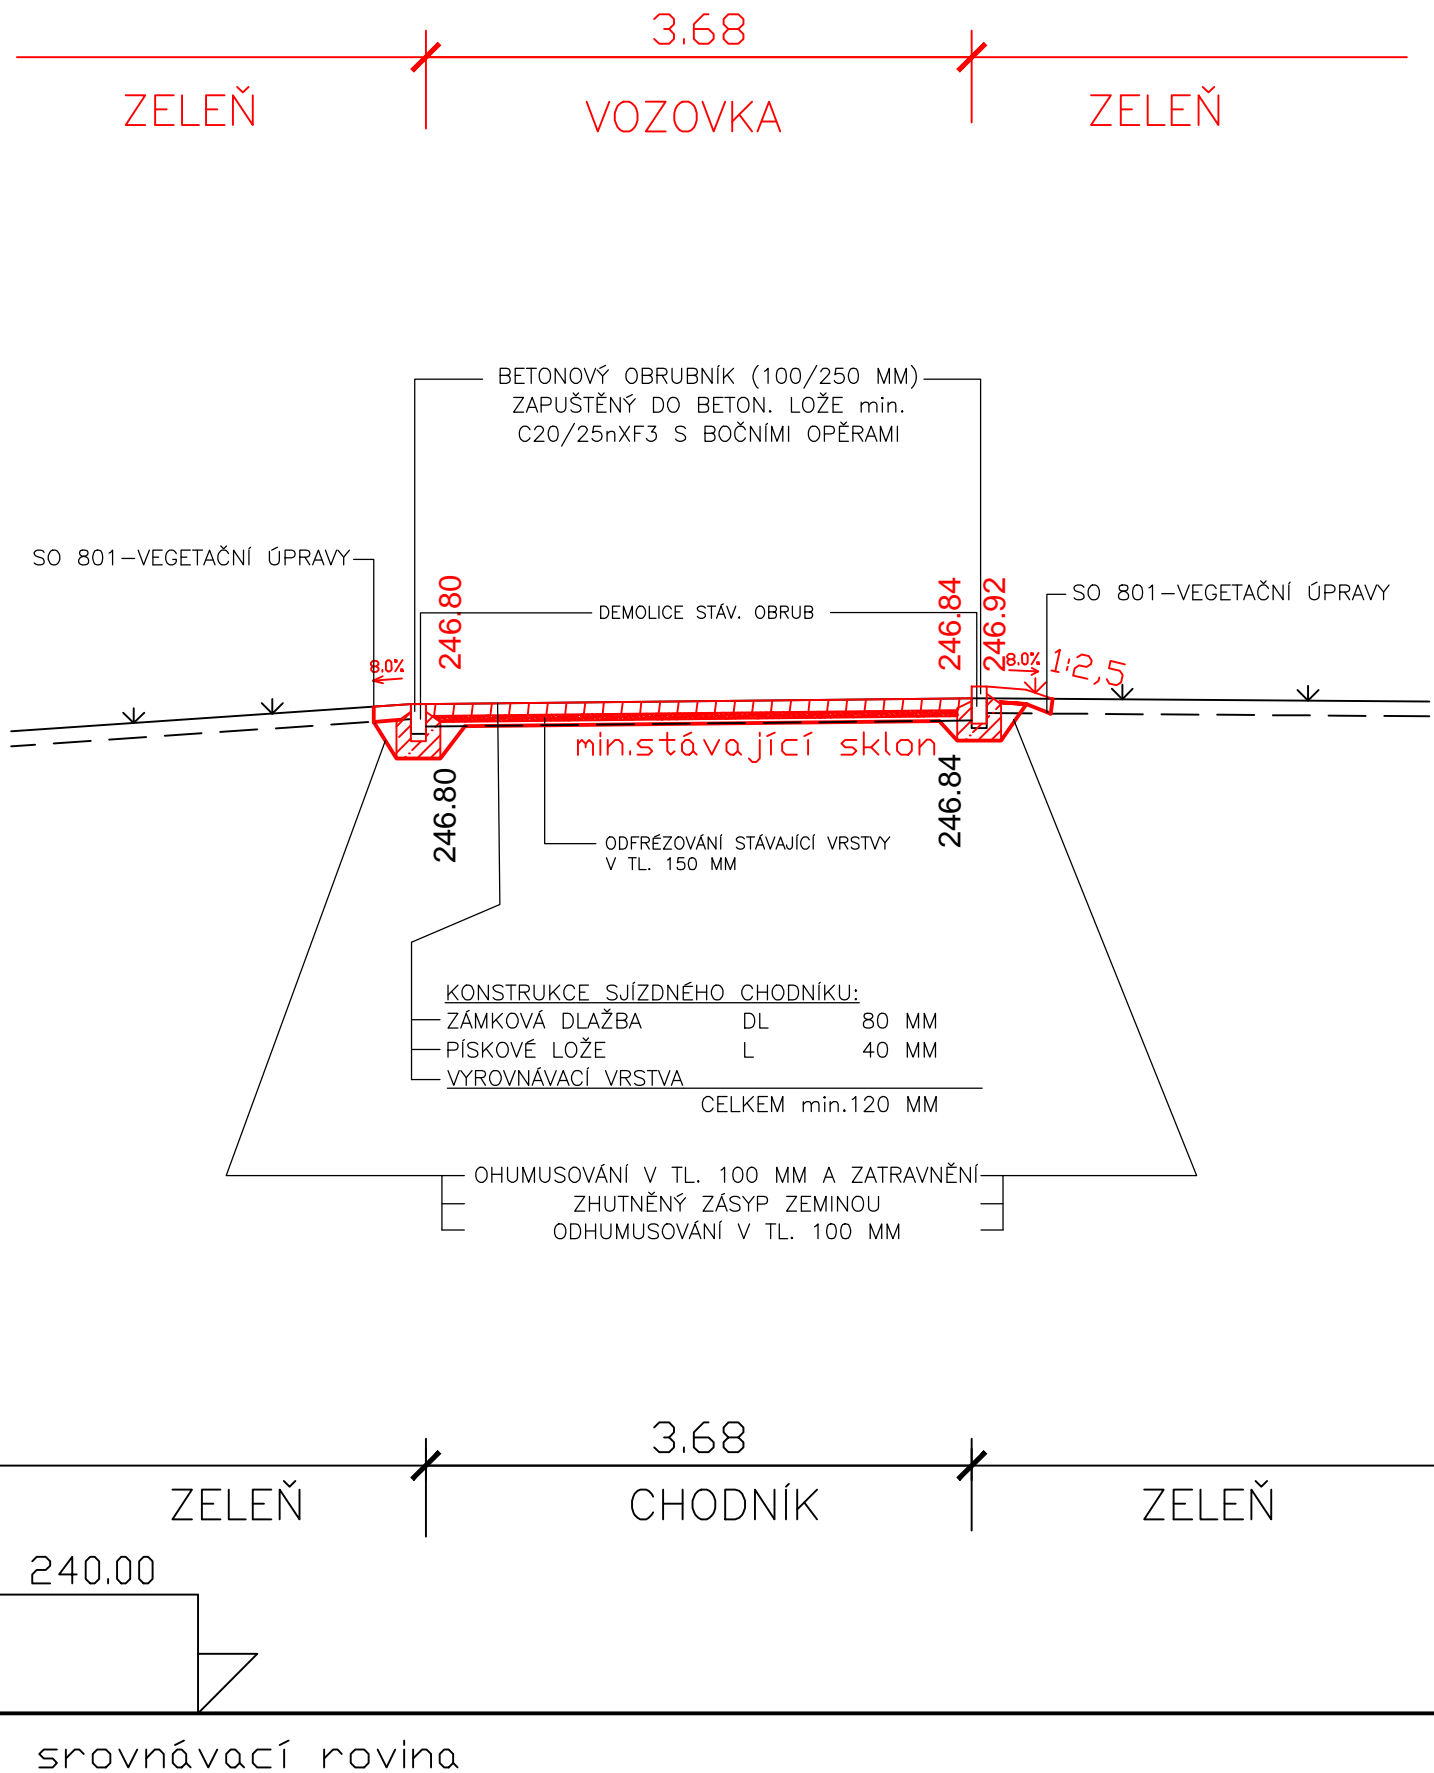 3.68
ZELEŇ VOZOVKA ZELEŇ
BETONOVÝ OBRUBNÍK (100/250 MM)
ZAPUŠTĚNÝ DO BETON. LOŽE min.
C20/25nXF3 S BOČNÍMI OPĚRAMI
SO 801-VEGETAČNÍ ÚPRAVY
SO 801-VEGETAČNÍ ÚPRAVY
246.80
DEMOLICE STÁV. OBRUB
246.84
246.92
8.0%
8.0%
1:2,5
min.stávající sklon
246.80
246.84
ODFRÉZOVÁNÍ STÁVAJÍCÍ VRSTVY
V TL. 150 MM
KONSTRUKCE SJÍZDNÉHO CHODNÍKU:
ZÁMKOVÁ DLAŽBA DL 80 MM
PÍSKOVÉ LOŽE L 40 MM
VYROVNÁVACÍ VRSTVA
CELKEM min.120 MM
OHUMUSOVÁNÍ V TL. 100 MM A ZATRAVNĚNÍ
ZHUTNĚNÝ ZÁSYP ZEMINOU
ODHUMUSOVÁNÍ V TL. 100 MM
3.68
ZELEŇ CHODNÍK ZELEŇ
240.00
srovnávací rovina